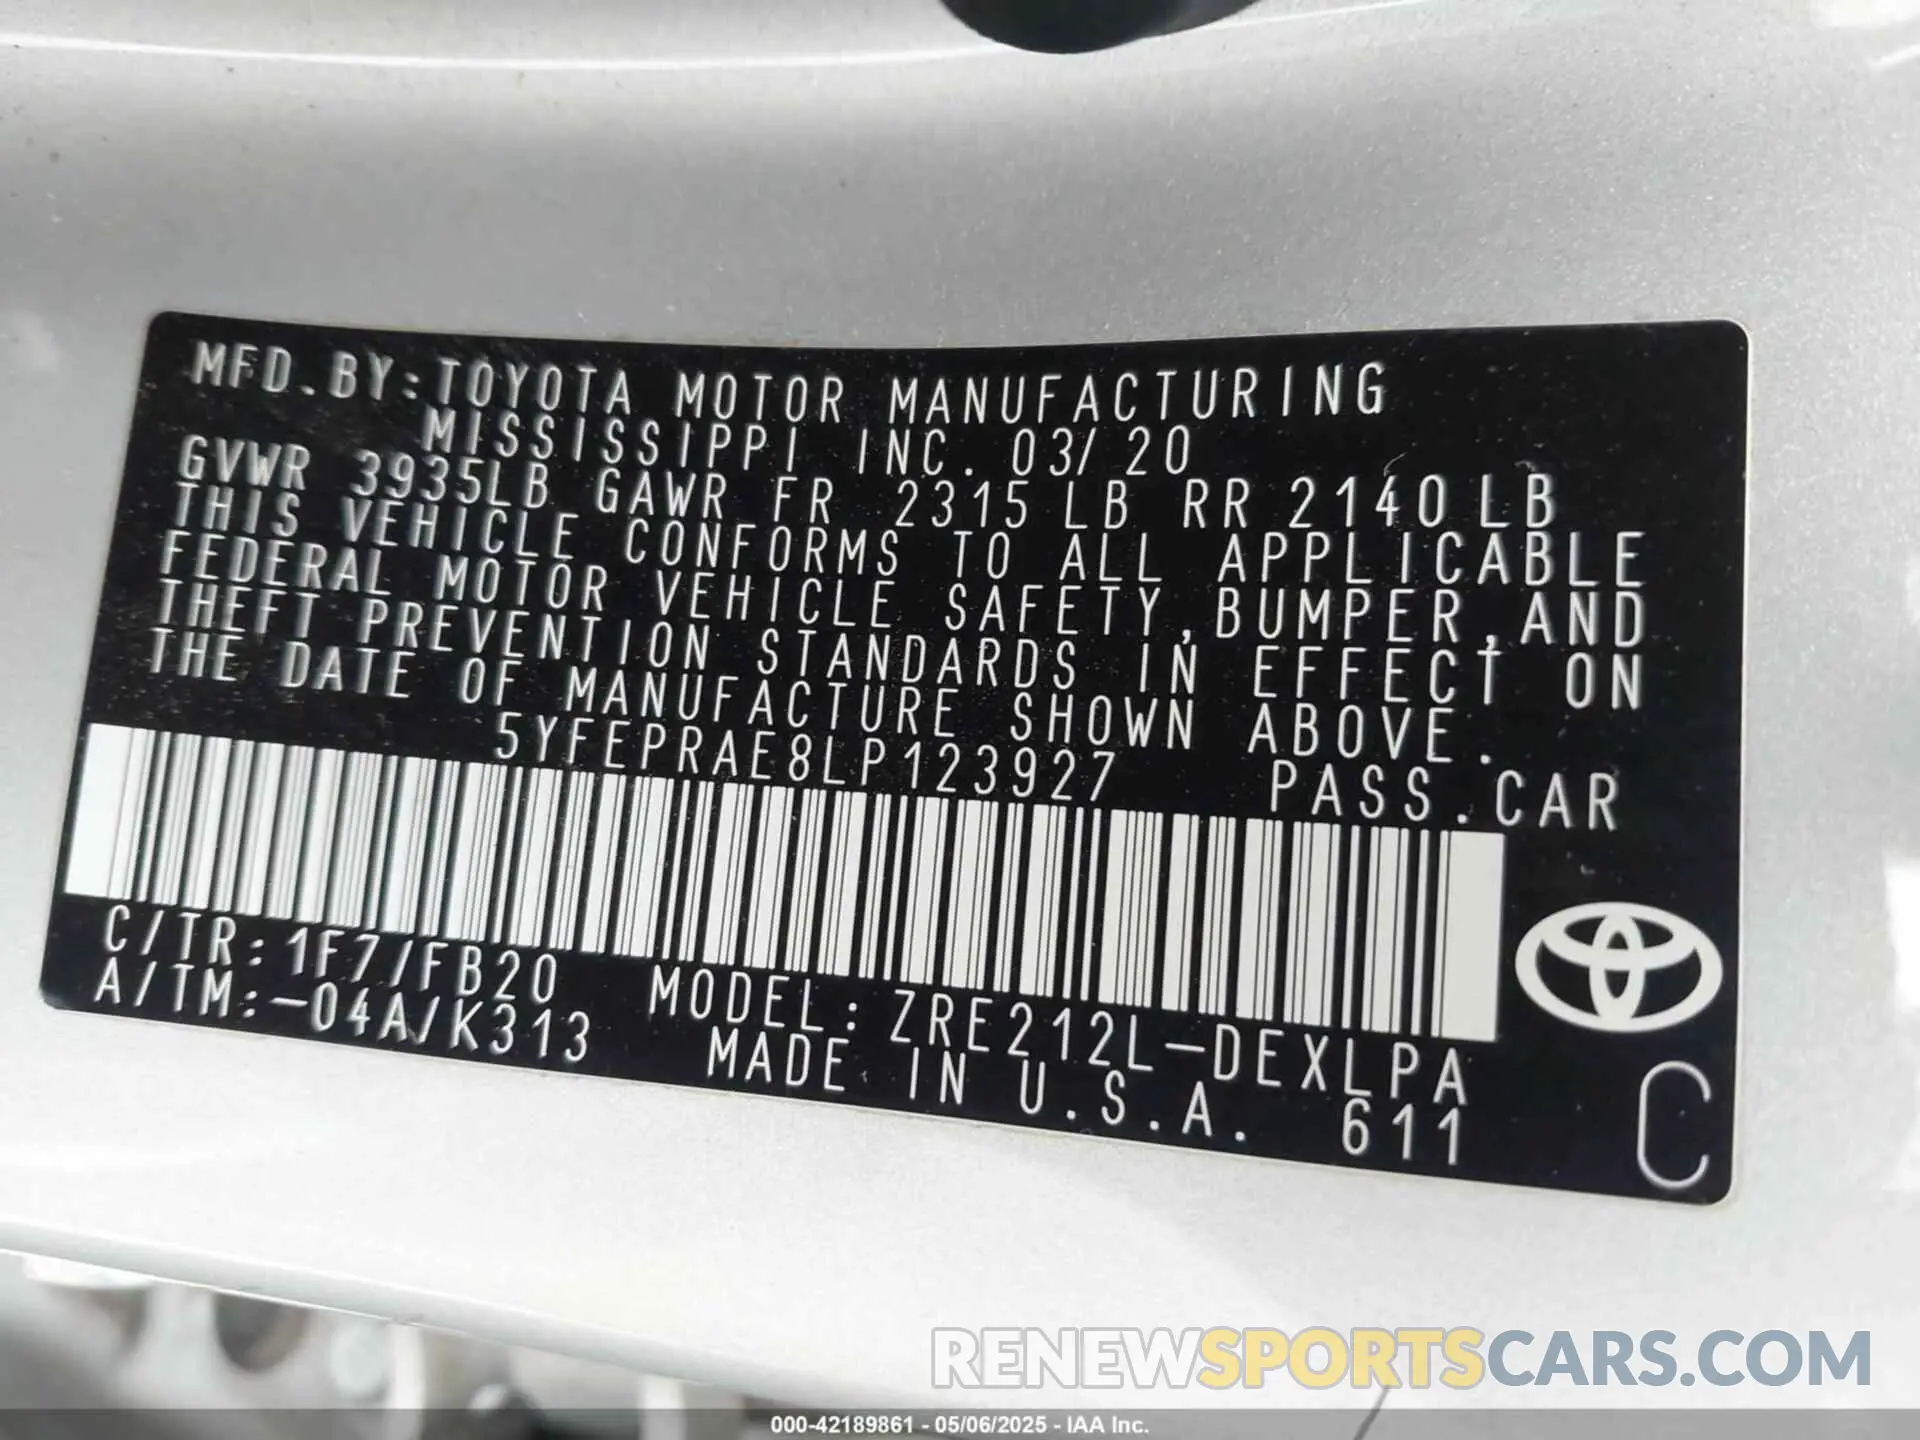 MFD.BY:TOYOTA MOTOR MANUFACTURING
MISSISSIPPI INC. 03/20
GVWR 3935LB GAWR FR 2315LB RR 2140LB
THIS VEHICLE CONFORMS TO ALL APPLICABLE
FEDERAL MOTOR VEHICLE SAFETY,BUMPER,AND
THEFT PREVENTION STANDARDS IN EFFECT ON
THE DATE OF MANUFACTURE SHOWN ABOVE.
5YFEPRAE8LP123927 PASS.CAR
C/TR:1F7/FB20 MODEL:ZRE212L-DEXLPA
A/TM:-04A/K313 MADE IN U.S.A. 611
C
RENEWSPORTSCARS.COM
000-42189861 - 05/06/2025 - IAA Inc.